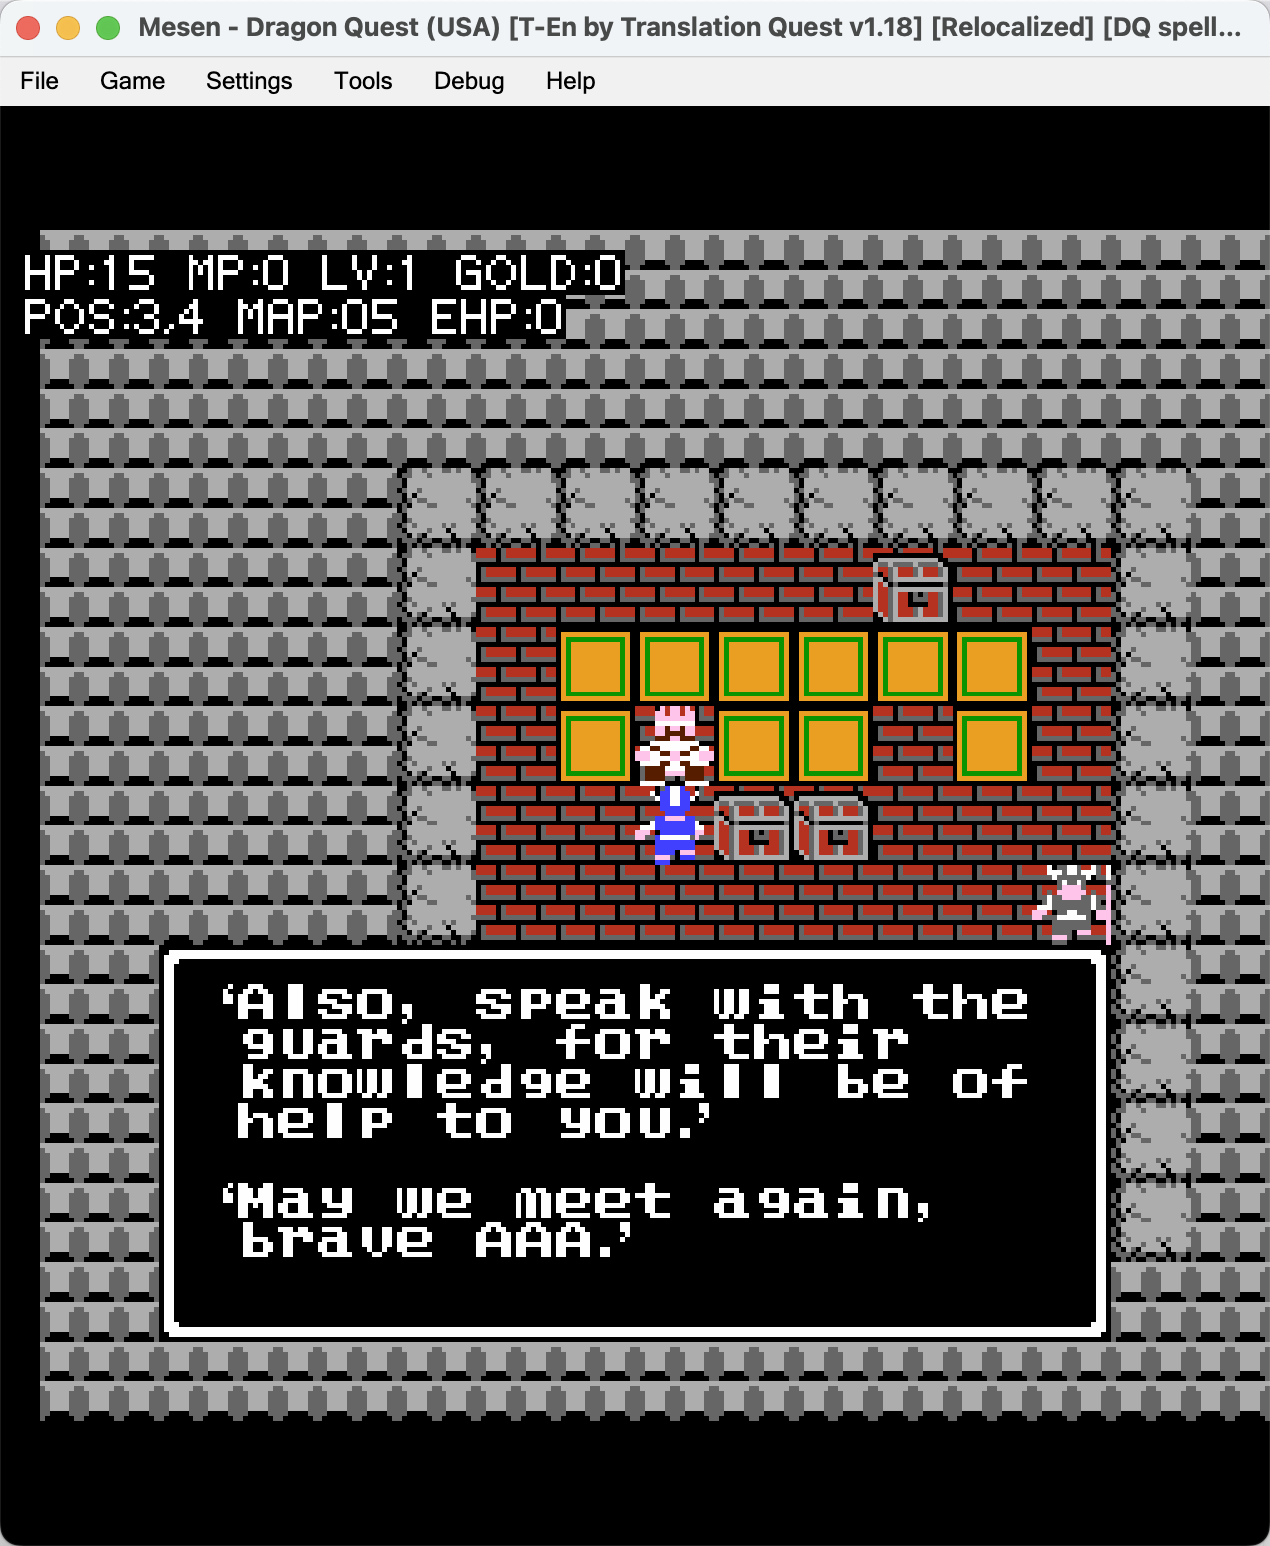 Mesen - Dragon Quest (USA) [T-En by Translation Quest v1.18] [Relocalized] [DQ spell...
File Game Settings Tools Debug Help
HP:15 MP:0 LV:1 GOLD:0
POS:3,4 MAP:05 EHP:0
‘Also, speak with the
guards, for their
knowledge will be of
help to you.’
‘May we meet again,
brave AAA.’